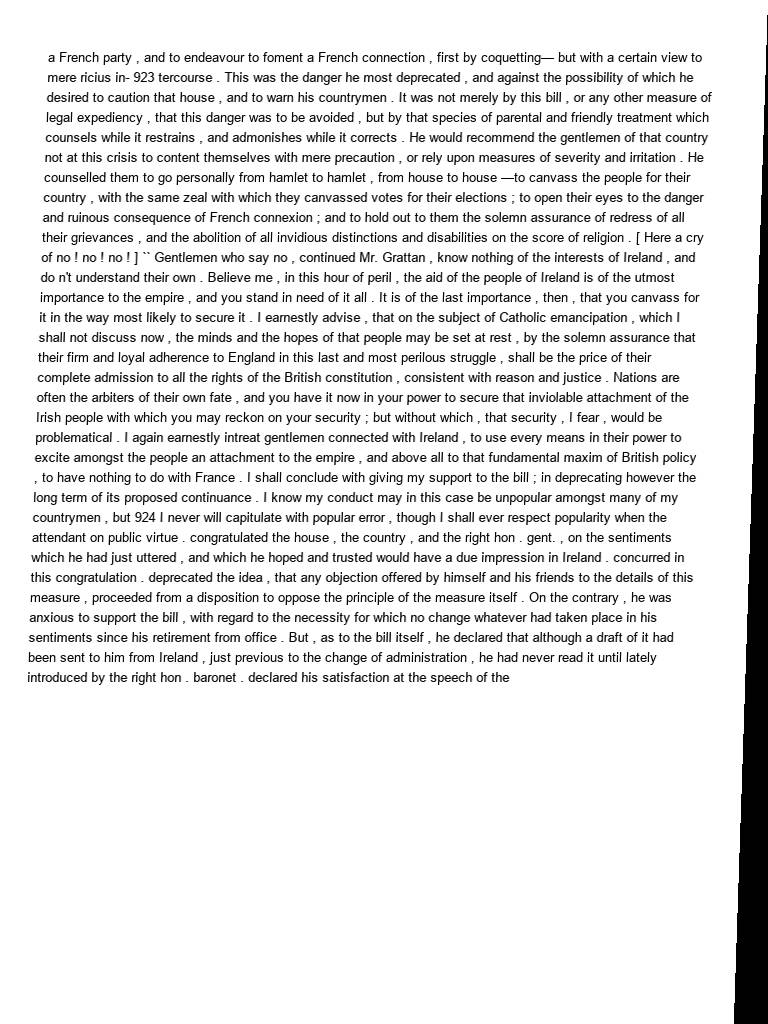 a French party , and to endeavour to foment a French connection , first by coquetting— but with a certain view to
mere ricius in- 923 tercourse . This was the danger he most deprecated , and against the possibility of which he
desired to caution that house , and to warn his countrymen . It was not merely by this bill , or any other measure of
legal expediency , that this danger was to be avoided , but by that species of parental and friendly treatment which
counsels while it restrains , and admonishes while it corrects . He would recommend the gentlemen of that country
not at this crisis to content themselves with mere precaution , or rely upon measures of severity and irritation . He
counselled them to go personally from hamlet to hamlet , from house to house —to canvass the people for their
country , with the same zeal with which they canvassed votes for their elections ; to open their eyes to the danger
and ruinous consequence of French connexion ; and to hold out to them the solemn assurance of redress of all
their grievances , and the abolition of all invidious distinctions and disabilities on the score of religion . [ Here a cry
of no ! no ! no ! ] `` Gentlemen who say no , continued Mr. Grattan , know nothing of the interests of Ireland , and
do n't understand their own . Believe me , in this hour of peril , the aid of the people of Ireland is of the utmost
importance to the empire , and you stand in need of it all . It is of the last importance , then , that you canvass for
it in the way most likely to secure it . I earnestly advise , that on the subject of Catholic emancipation , which I
shall not discuss now , the minds and the hopes of that people may be set at rest , by the solemn assurance that
their firm and loyal adherence to England in this last and most perilous struggle , shall be the price of their
complete admission to all the rights of the British constitution , consistent with reason and justice . Nations are
often the arbiters of their own fate , and you have it now in your power to secure that inviolable attachment of the
Irish people with which you may reckon on your security ; but without which , that security , I fear , would be
problematical . I again earnestly intreat gentlemen connected with Ireland , to use every means in their power to
excite amongst the people an attachment to the empire , and above all to that fundamental maxim of British policy
, to have nothing to do with France . I shall conclude with giving my support to the bill ; in deprecating however the
long term of its proposed continuance . I know my conduct may in this case be unpopular amongst many of my
countrymen , but 924 I never will capitulate with popular error , though I shall ever respect popularity when the
attendant on public virtue . congratulated the house , the country , and the right hon . gent. , on the sentiments
which he had just uttered , and which he hoped and trusted would have a due impression in Ireland . concurred in
this congratulation . deprecated the idea , that any objection offered by himself and his friends to the details of this
measure , proceeded from a disposition to oppose the principle of the measure itself . On the contrary , he was
anxious to support the bill , with regard to the necessity for which no change whatever had taken place in his
sentiments since his retirement from office . But , as to the bill itself , he declared that although a draft of it had
been sent to him from Ireland , just previous to the change of administration , he had never read it until lately
introduced by the right hon . baronet . declared his satisfaction at the speech of the